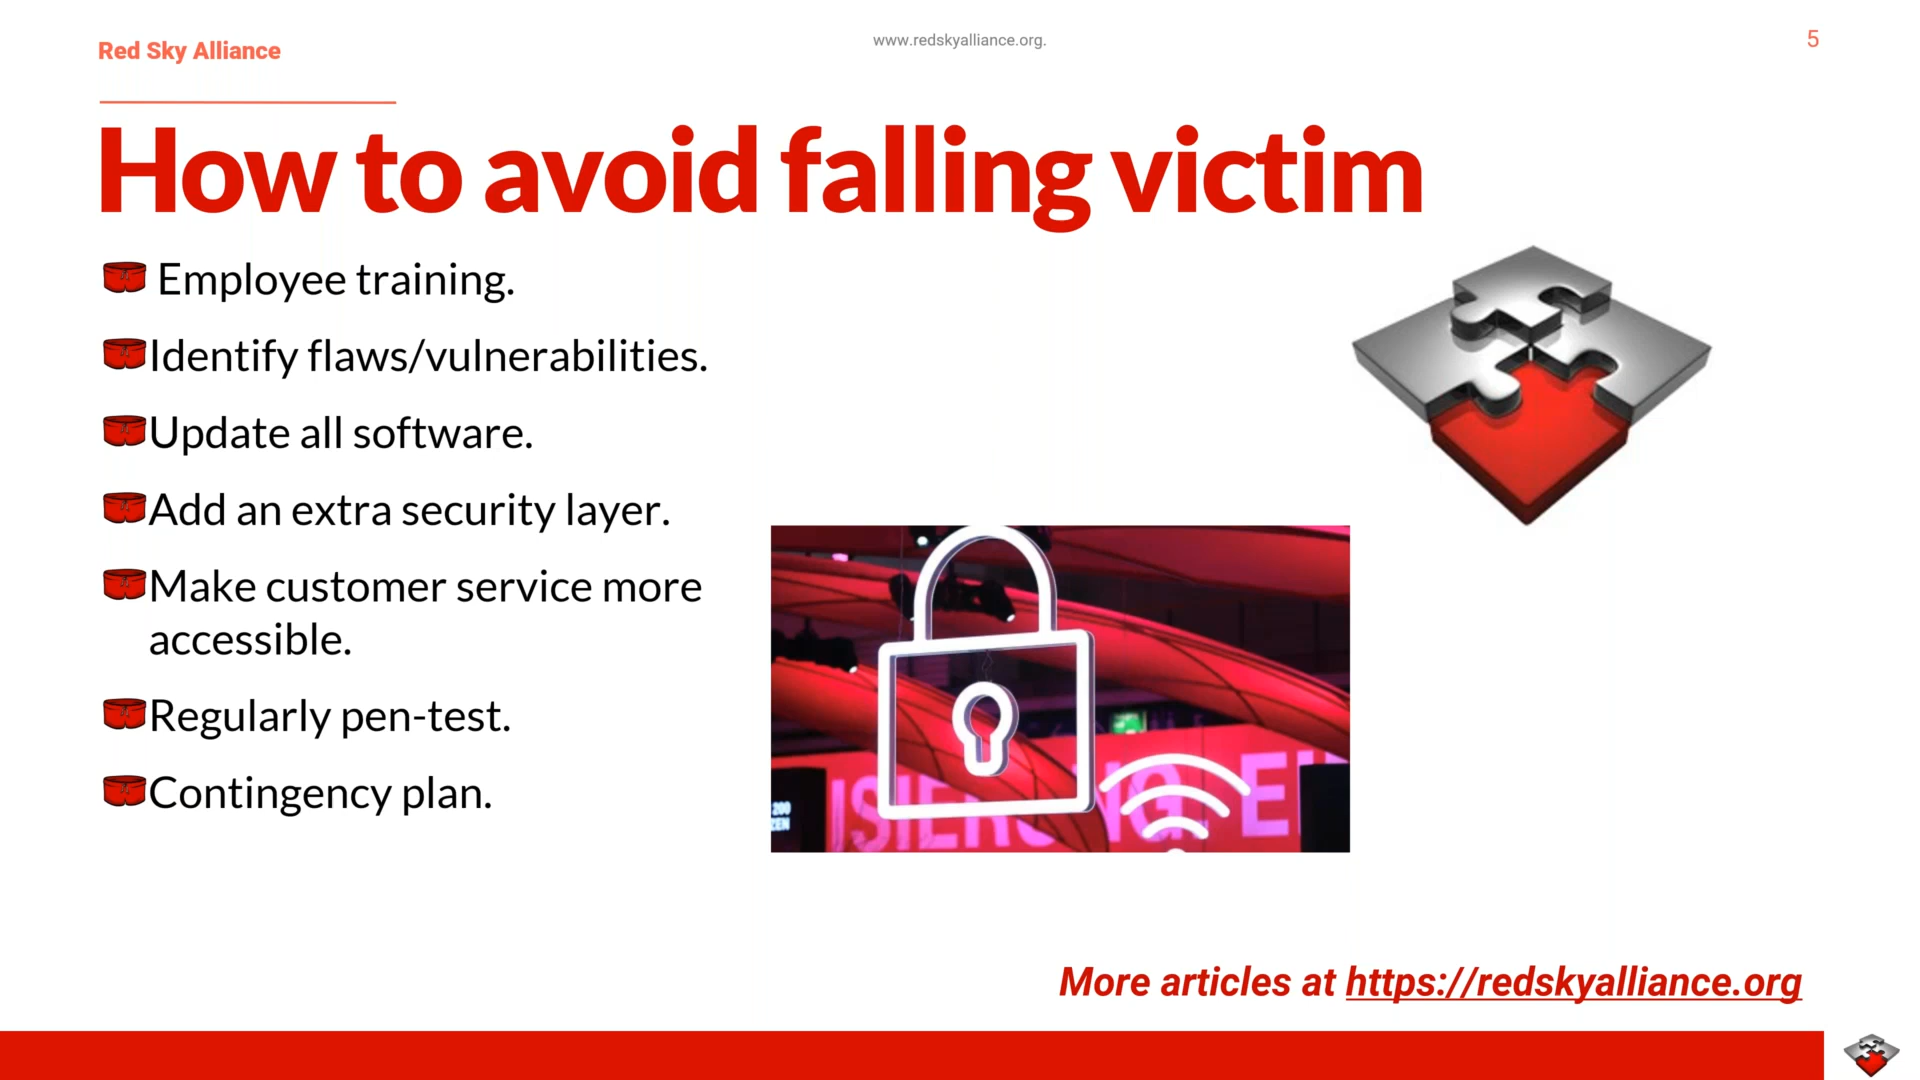 Red Sky Alliance
www.redskyalliance.org.
5
How to avoid falling victim
Employee training.
Identify flaws/vulnerabilities.
Update all software.
Add an extra security layer.
Make customer service more
accessible.
Regularly pen-test.
Contingency plan.
200
More articles at https://redskyalliance.org